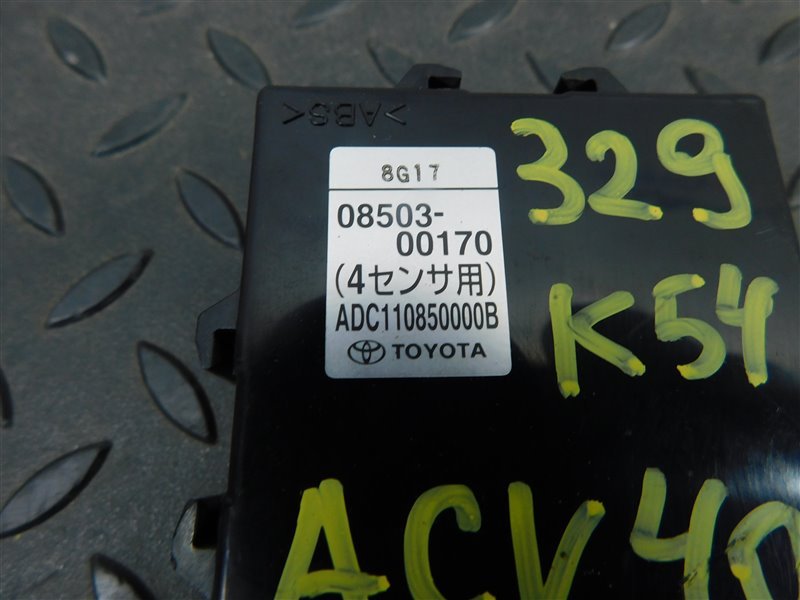 >ABS<
8G17
08503-
00170
(4センサ用)
ADC110850000B
TOYOTA
329
K54
ACV40